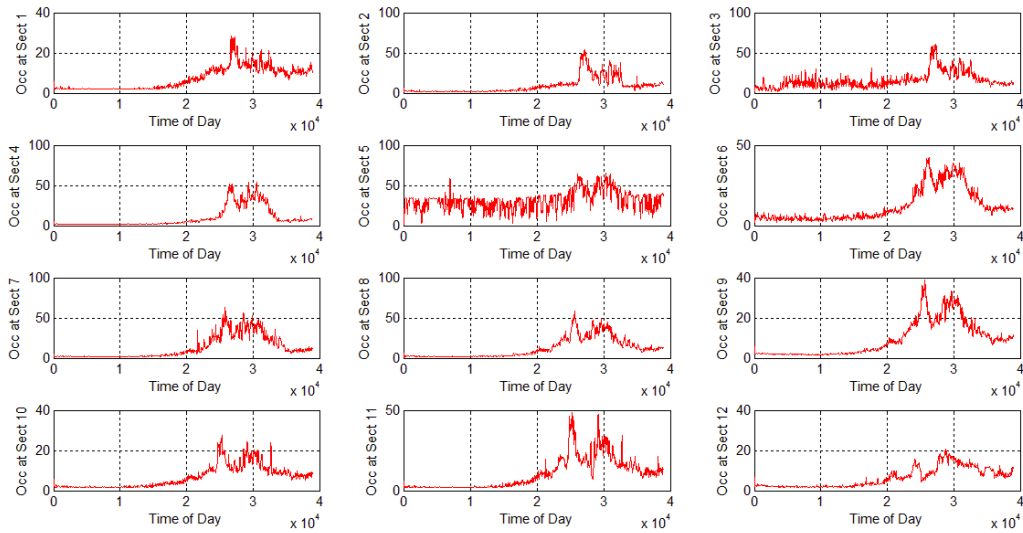 Occ at Sect 1
40
20
0
0 1 2 3 4
Time of Day
x 10^4
Occ at Sect 2
100
50
0
0 1 2 3 4
Time of Day
x 10^4
Occ at Sect 3
100
50
0
0 1 2 3 4
Time of Day
x 10^4
Occ at Sect 4
100
50
0
0 1 2 3 4
Time of Day
x 10^4
Occ at Sect 5
100
50
0
0 1 2 3 4
Time of Day
x 10^4
Occ at Sect 6
50
0
0 1 2 3 4
Time of Day
x 10^4
Occ at Sect 7
100
50
0
0 1 2 3 4
Time of Day
x 10^4
Occ at Sect 8
100
50
0
0 1 2 3 4
Time of Day
x 10^4
Occ at Sect 9
40
20
0
0 1 2 3 4
Time of Day
x 10^4
Occ at Sect 10
40
20
0
0 1 2 3 4
Time of Day
x 10^4
Occ at Sect 11
50
0
0 1 2 3 4
Time of Day
x 10^4
Occ at Sect 12
40
20
0
0 1 2 3 4
Time of Day
x 10^4